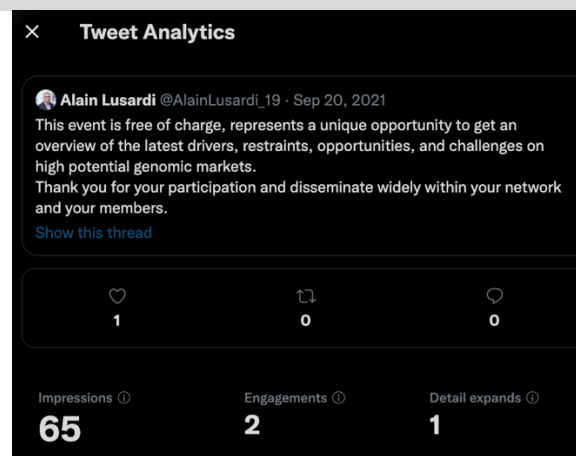 Tweet Analytics
Alain Lusardi @AlainLusardi_19 · Sep 20, 2021
This event is free of charge, represents a unique opportunity to get an
overview of the latest drivers, restraints, opportunities, and challenges on
high potential genomic markets.
Thank you for your participation and disseminate widely within your network
and your members.
Show this thread
1 0 0
Impressions Engagements Detail expands
65 2 1